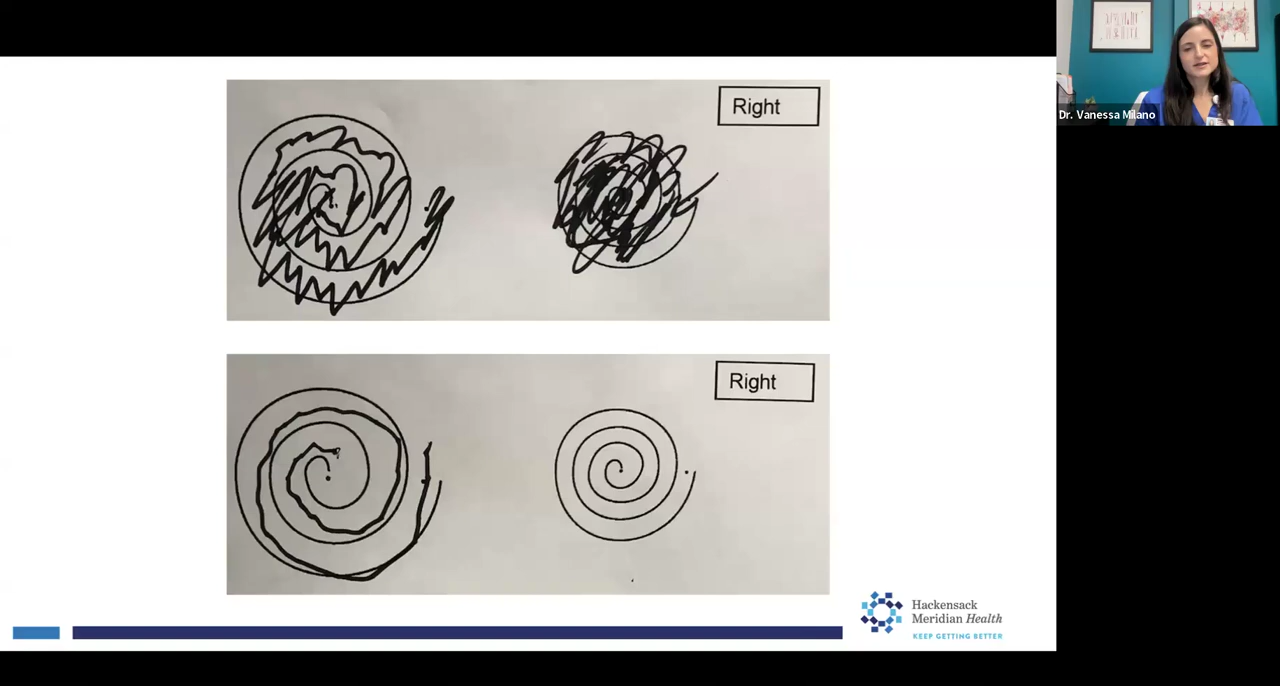 Right
Right
Dr. Vanessa Milano
Hackensack
Meridian Health
KEEP GETTING BETTER